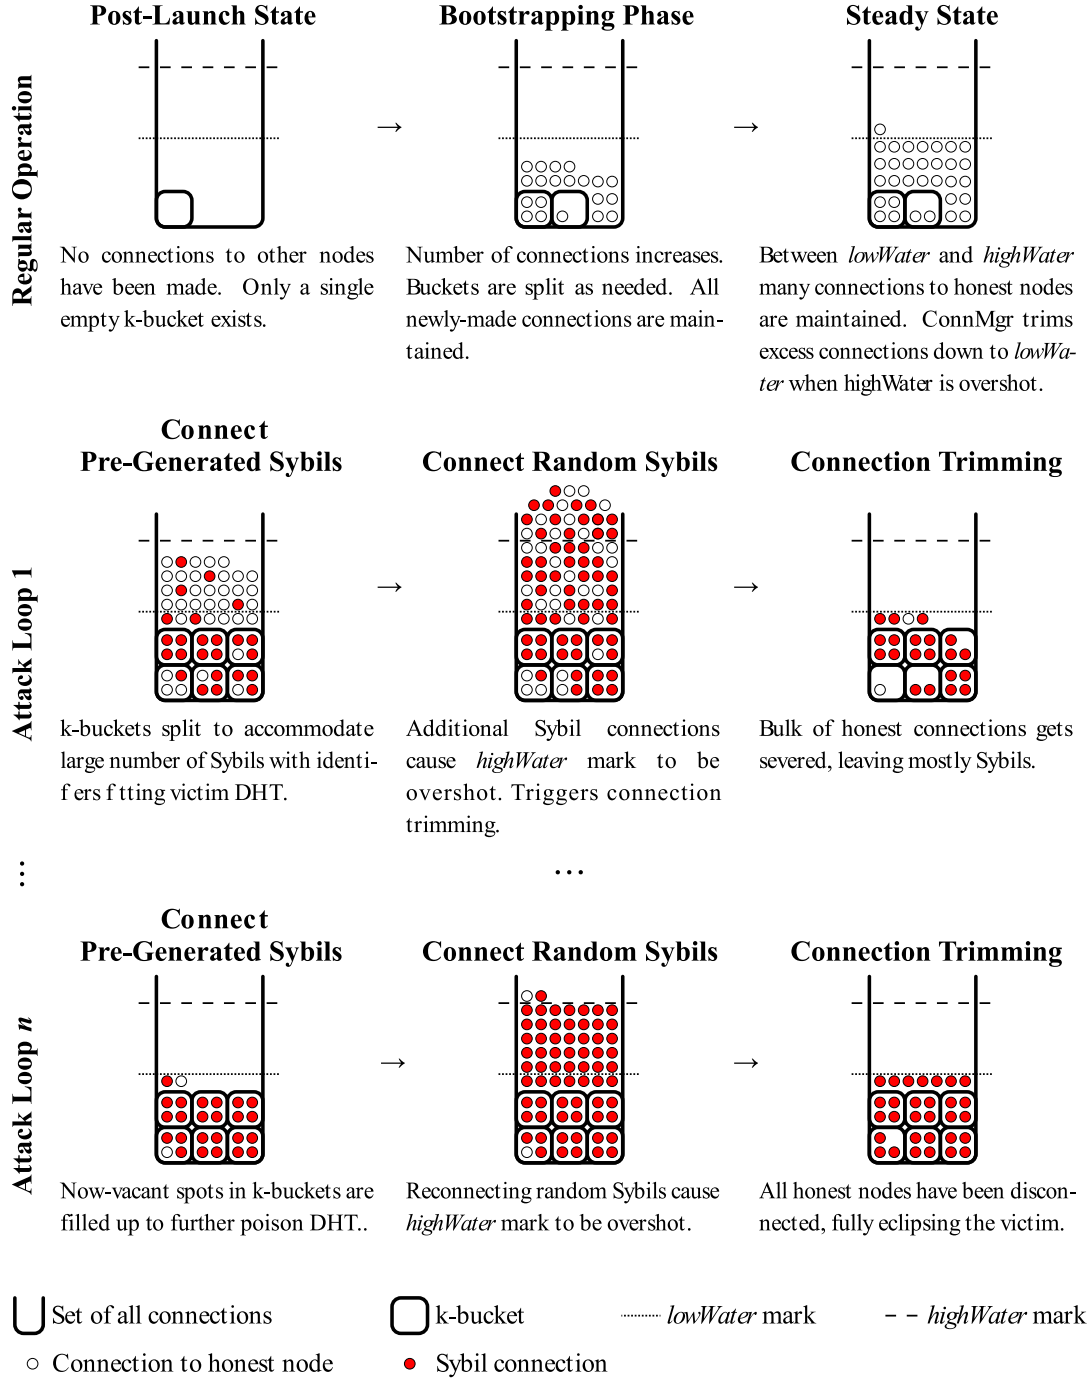 Post-Launch State
Bootstrapping Phase
Steady State
Regular Operation
→
→
No connections to other nodes
have been made. Only a single
empty k-bucket exists.
Number of connections increases.
Buckets are split as needed. All
newly-made connections are main-
tained.
Between lowWater and highWater
many connections to honest nodes
are maintained. ConnMgr trims
excess connections down to lowWa-
ter when highWater is overshot.
Connect
Pre-Generated Sybils
Connect Random Sybils
Connection Trimming
Attack Loop 1
→
→
k-buckets split to accommodate
large number of Sybils with identi-
f ers f tting victim DHT.
Additional Sybil connections
cause highWater mark to be
overshot. Triggers connection
trimming.
Bulk of honest connections gets
severed, leaving mostly Sybils.
...
...
Connect
Pre-Generated Sybils
Connect Random Sybils
Connection Trimming
Attack Loop n
→
→
Now-vacant spots in k-buckets are
filled up to further poison DHT..
Reconnecting random Sybils cause
highWater mark to be overshot.
All honest nodes have been discon-
nected, fully eclipsing the victim.
Set of all connections
k-bucket
lowWater mark
highWater mark
Connection to honest node
Sybil connection